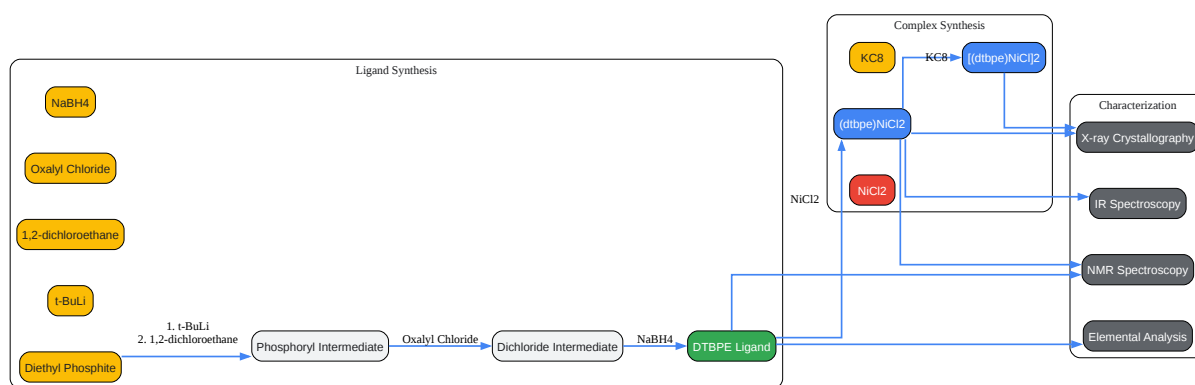 Ligand Synthesis
NaBH4
Oxalyl Chloride
1,2-dichloroethane
t-BuLi
Diethyl Phosphite
1. t-BuLi
2. 1,2-dichloroethane
Phosphoryl Intermediate
Oxalyl Chloride
Dichloride Intermediate
NaBH4
DTBPE Ligand
NiCl2
Complex Synthesis
KC8
KC8
[(dtbpe)NiCl]2
(dtbpe)NiCl2
NiCl2
Characterization
X-ray Crystallography
IR Spectroscopy
NMR Spectroscopy
Elemental Analysis